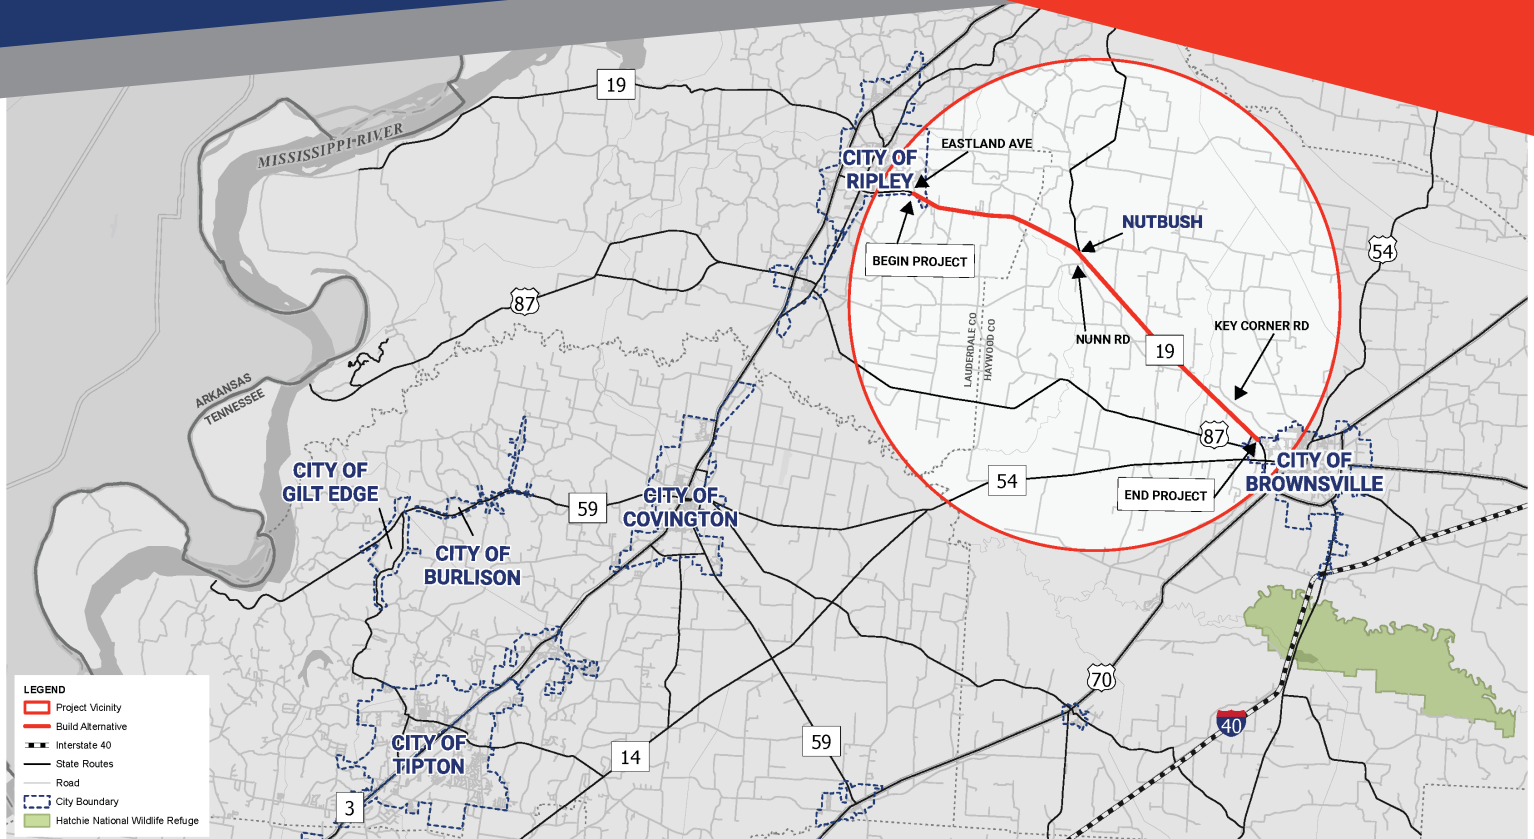 19
MISSISSIPPI RIVER
CITY OF
RIPLEY
EASTLAND AVE
NUTBUSH
BEGIN PROJECT
54
87
NUNN RD
KEY CORNER RD
19
LAUDERDALE CO
HAYWOOD CO
ARKANSAS
TENNESSEE
87
CITY OF
BROWNSVILLE
CITY OF
GILT EDGE
54
END PROJECT
59
CITY OF
COVINGTON
CITY OF
BURLISON
70
40
59
14
CITY OF
TIPTON
3
LEGEND
Project Vicinity
Build Alternative
Interstate 40
State Routes
Road
City Boundary
Hatchie National Wildlife Refuge